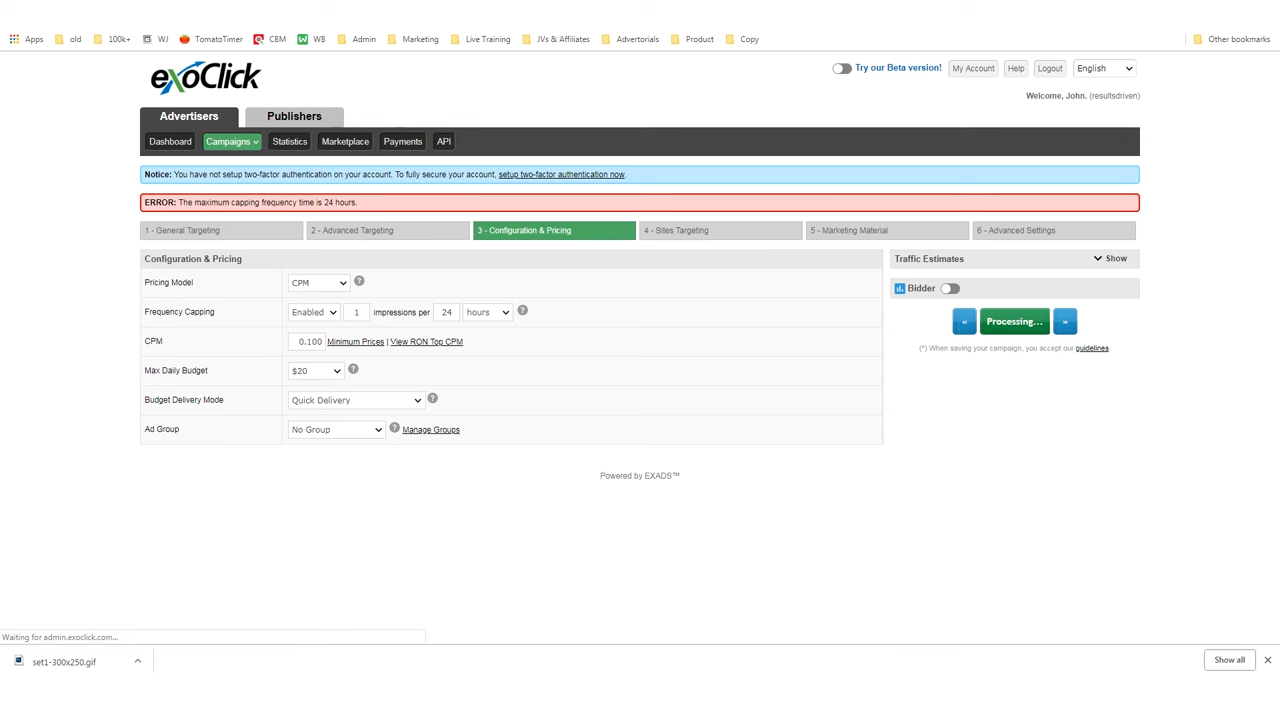 Apps old 100k+ WJ TomatoTimer CBM WB Admin Marketing Live Training JVs & Affiliates Advertorials Product Copy Other bookmarks
exoClick
Try our Beta version! My Account Help Logout English
Welcome, John. (resultsdriven)
Advertisers Publishers
Dashboard Campaigns Statistics Marketplace Payments API
Notice: You have not setup two-factor authentication on your account. To fully secure your account, setup two-factor authentication now.
ERROR: The maximum capping frequency time is 24 hours.
1 - General Targeting 2 - Advanced Targeting 3 - Configuration & Pricing 4 - Sites Targeting 5 - Marketing Material 6 - Advanced Settings
Configuration & Pricing Traffic Estimates Show
Pricing Model CPM ? Bidder
Frequency Capping Enabled 1 impressions per 24 hours ? « Processing... »
CPM 0.100 Minimum Prices | View RON Top CPM (*) When saving your campaign, you accept our guidelines.
Max Daily Budget $20 ?
Budget Delivery Mode Quick Delivery ?
Ad Group No Group ? Manage Groups
Powered by EXADS™
Waiting for admin.exoclick.com...
set1-300x250.gif Show all